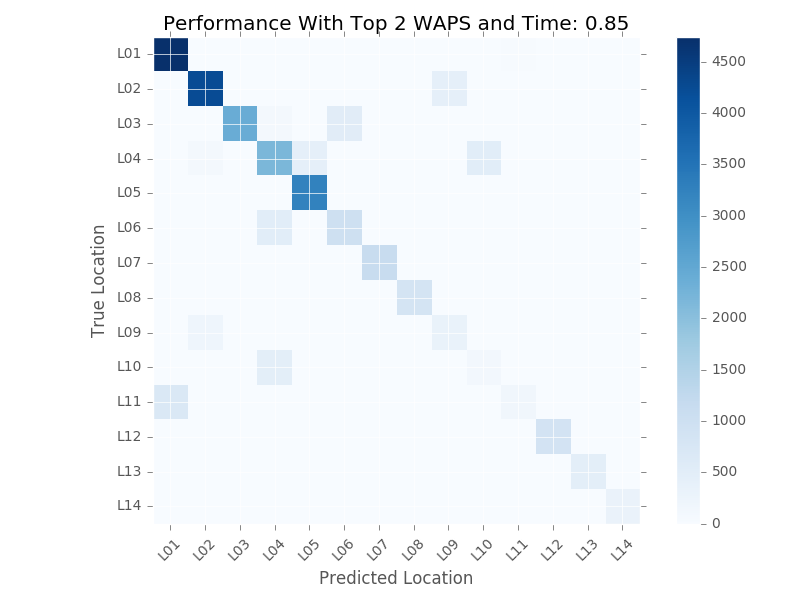 Performance With Top 2 WAPS and Time: 0.85
True Location
L01
L02
L03
L04
L05
L06
L07
L08
L09
L10
L11
L12
L13
L14
L01 L02 L03 L04 L05 L06 L07 L08 L09 L10 L11 L12 L13 L14
Predicted Location
4500
4000
3500
3000
2500
2000
1500
1000
500
0